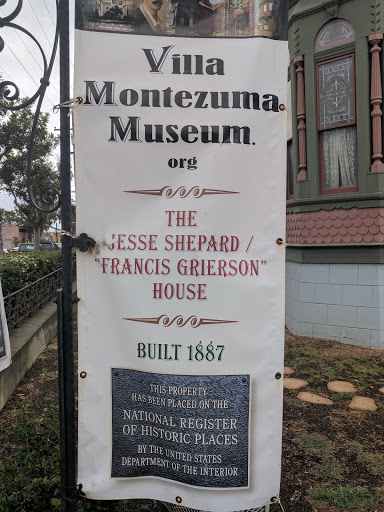 Villa
Montezuma
Museum.
org
THE
JESSE SHEPARD /
"FRANCIS GRIERSON"
HOUSE
BUILT 1887
THIS PROPERTY
HAS BEEN PLACED ON THE
NATIONAL REGISTER
OF HISTORIC PLACES
BY THE UNITED STATES
DEPARTMENT OF THE INTERIOR